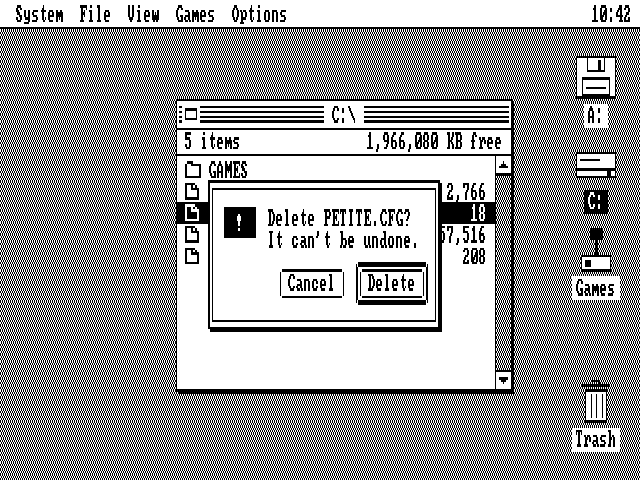 System File View Games Options 10:42
C:\
5 items 1,966,080 KB free
GAMES
2,766
18
57,516
208
!
Delete PETITE.CFG?
It can't be undone.
Cancel Delete
A:
C:
Games
Trash